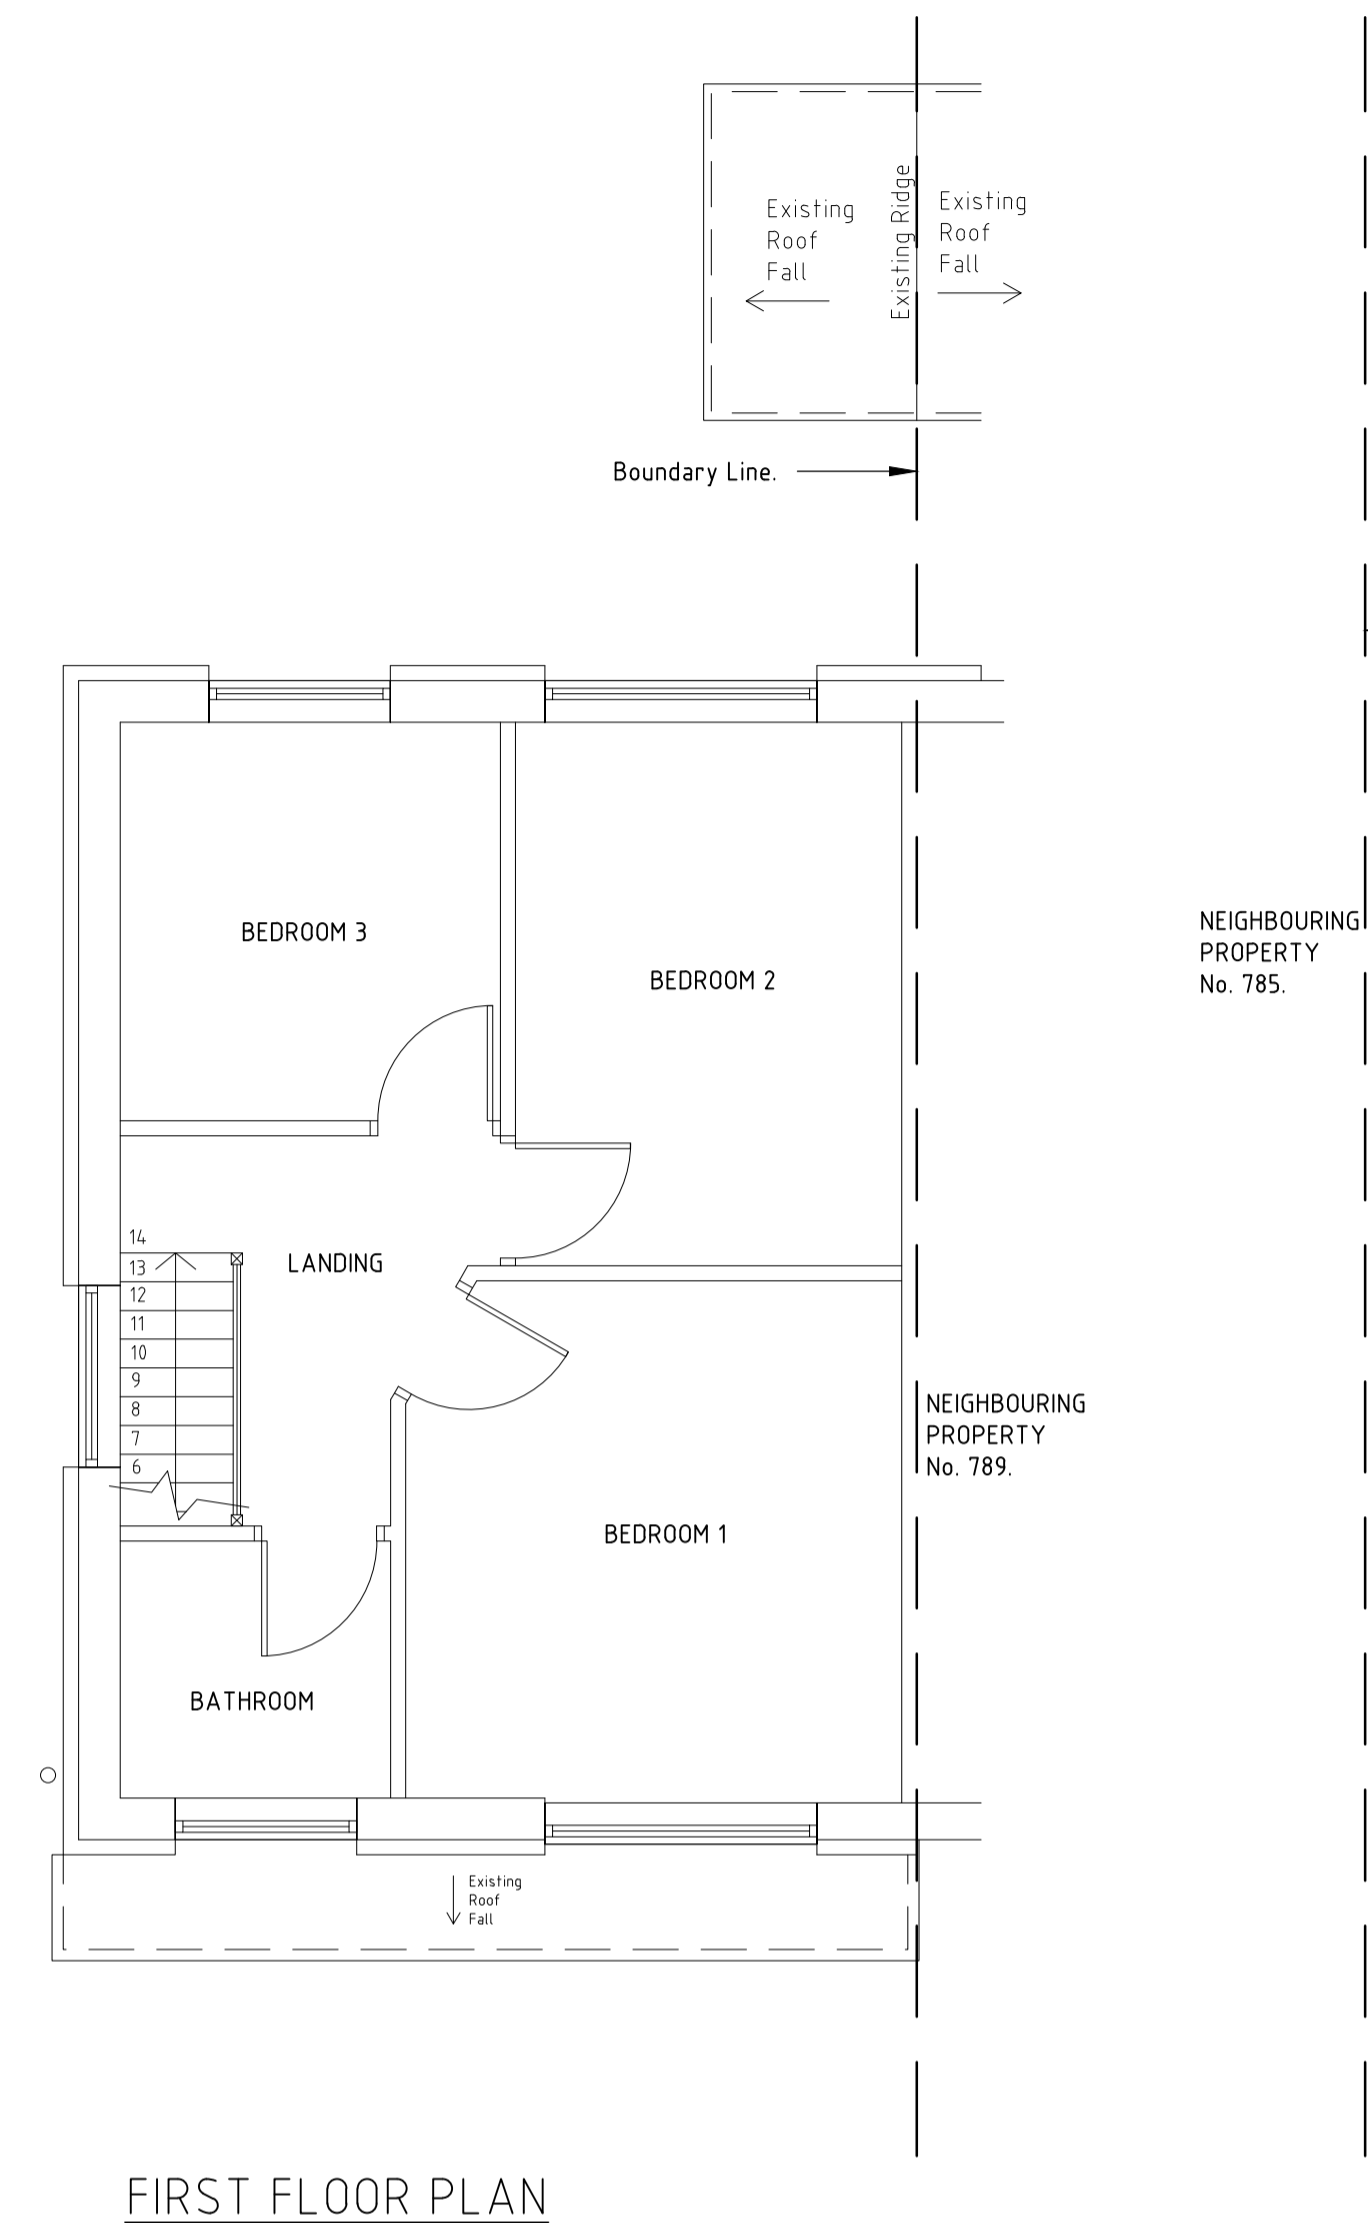 Existing
Roof
Fall
Existing Ridge
Existing
Roof
Fall
Boundary Line.
NEIGHBOURING
PROPERTY
No. 785.
BEDROOM 3
BEDROOM 2
14
13
12
11
10
9
8
7
6
LANDING
NEIGHBOURING
PROPERTY
No. 789.
BEDROOM 1
BATHROOM
Existing
Roof
Fall
FIRST FLOOR PLAN